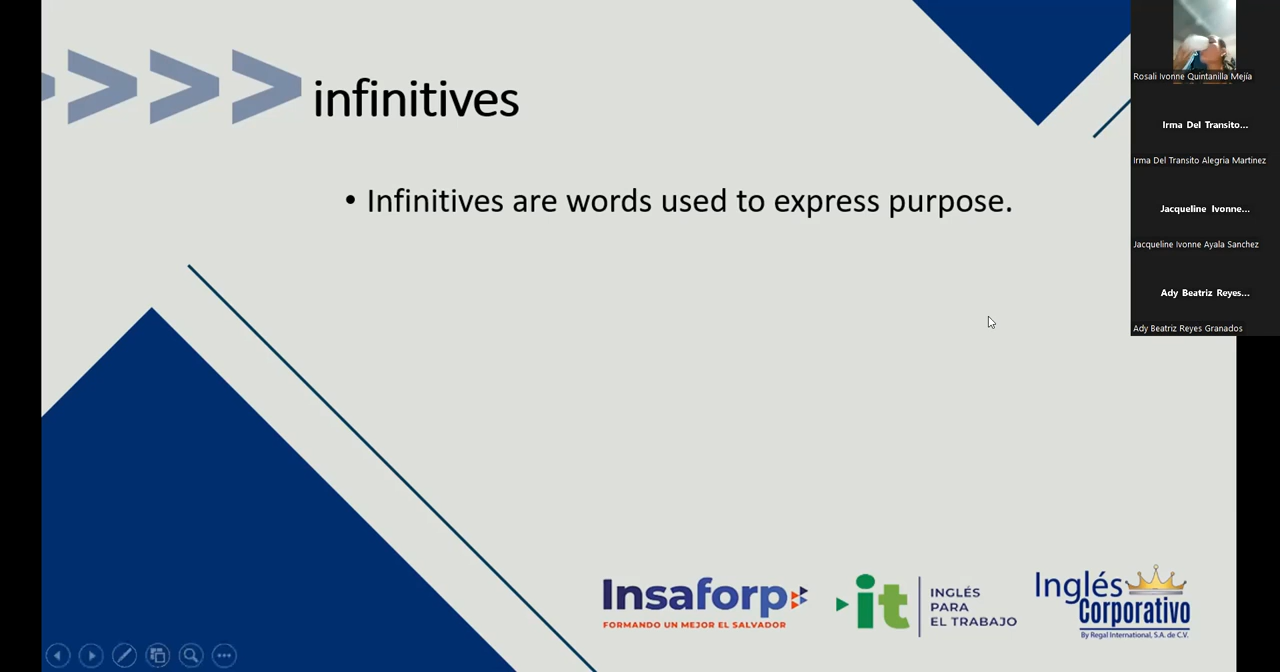 infinitives
• Infinitives are words used to express purpose.
Rosali Ivonne Quintanilla Mejía
Irma Del Transito...
Irma Del Transito Alegria Martinez
Jacqueline Ivonne...
Jacqueline Ivonne Ayala Sanchez
Ady Beatriz Reyes...
Ady Beatriz Reyes Granados
Insaforp
FORMANDO UN MEJOR EL SALVADOR
it
INGLÉS
PARA
EL TRABAJO
Inglés
Corporativo
By Regal International, S.A. de C.V.